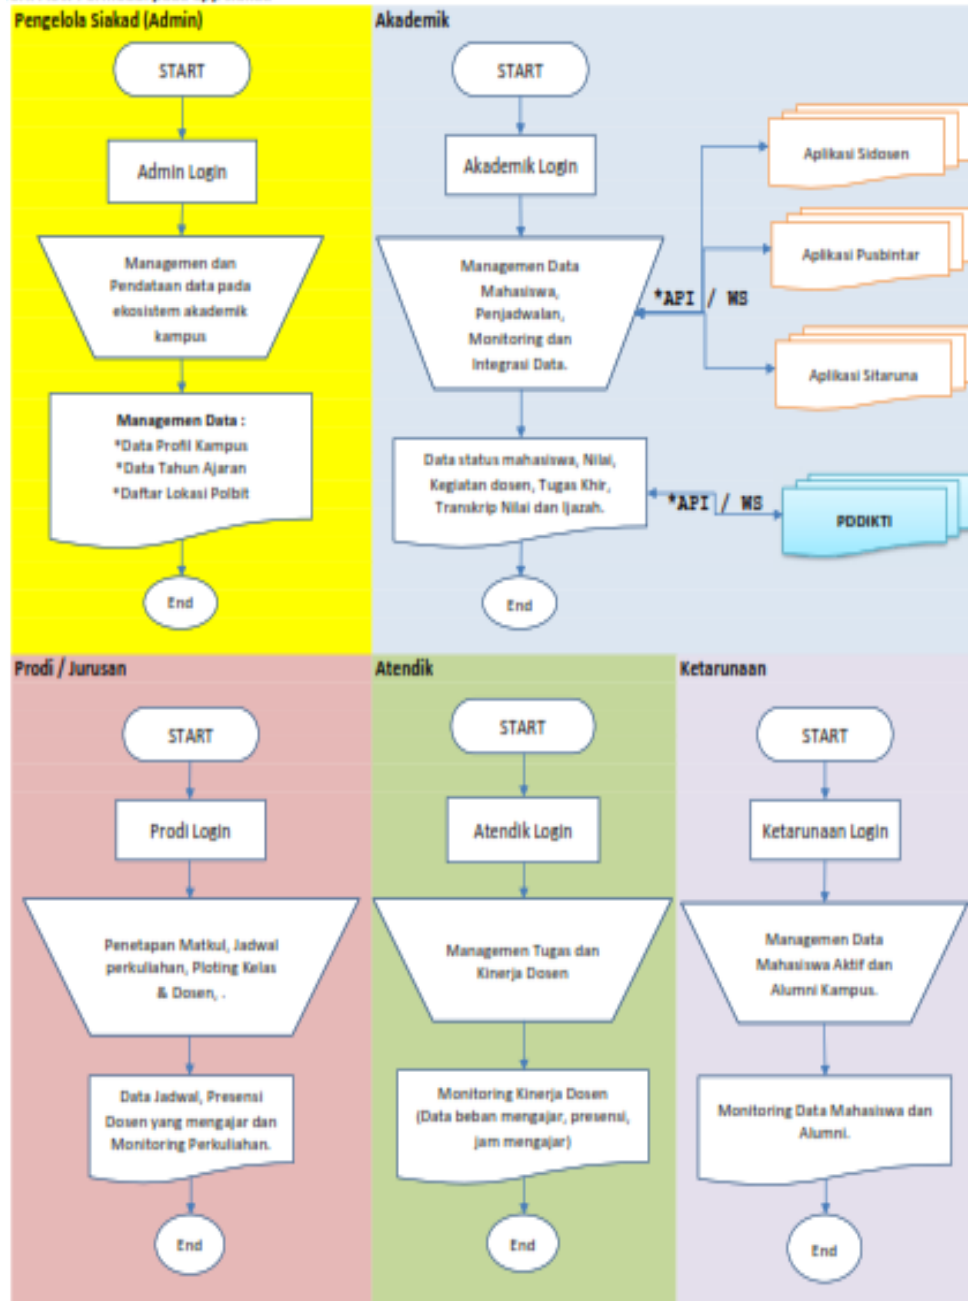 Pengelola Siakad (Admin)
START
Admin Login
Managemen dan
Pendataan data pada
ekosistem akademik
kampus
Managemen Data :
*Data Profil Kampus
*Data Tahun Ajaran
*Daftar Lokasi Polbit
End
Akademik
START
Akademik Login
Managemen Data
Mahasiswa,
Penjadwalan,
Monitoring dan
Integrasi Data.
*API / WS
Aplikasi Sidosen
Aplikasi Pusbintar
Aplikasi Sitaruna
Data status mahasiswa, Nilai,
Kegiatan dosen, Tugas Khir,
Transkrip Nilai dan Ijazah.
*API / WS
PDDIKTI
End
Prodi / Jurusan
START
Prodi Login
Penetapan Matkul, Jadwal
perkuliahan, Ploting Kelas
& Dosen, .
Data Jadwal, Presensi
Dosen yang mengajar dan
Monitoring Perkuliahan.
End
Atendik
START
Atendik Login
Managemen Tugas dan
Kinerja Dosen
Monitoring Kinerja Dosen
(Data beban mengajar, presensi,
jam mengajar)
End
Ketarunaan
START
Ketarunaan Login
Managemen Data
Mahasiswa Aktif dan
Alumni Kampus.
Monitoring Data Mahasiswa dan
Alumni.
End